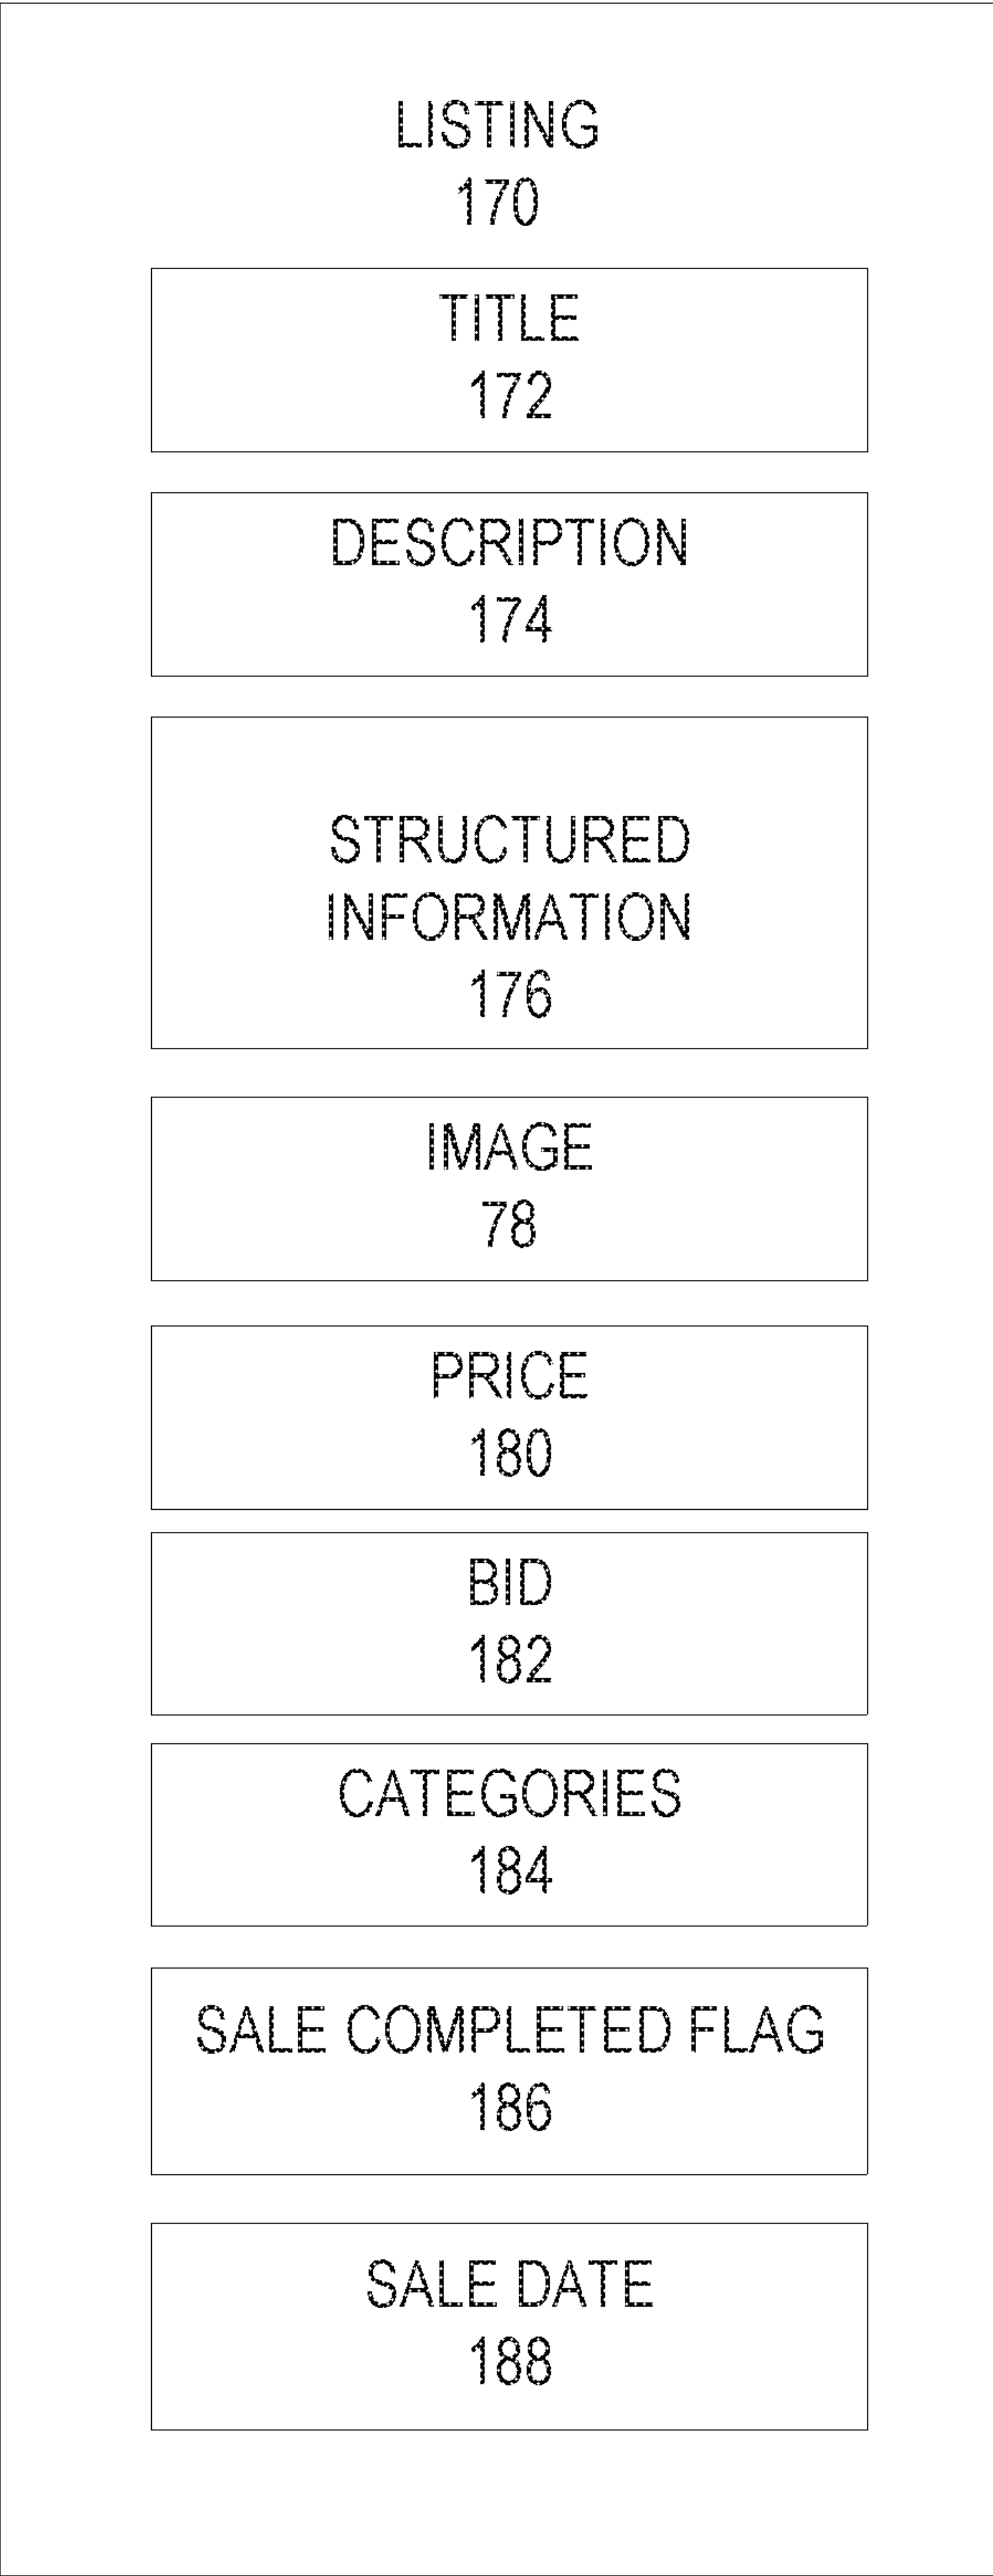 LISTING
170
TITLE
172
DESCRIPTION
174
STRUCTURED
INFORMATION
176
IMAGE
78
PRICE
180
BID
182
CATEGORIES
184
SALE COMPLETED FLAG
186
SALE DATE
188